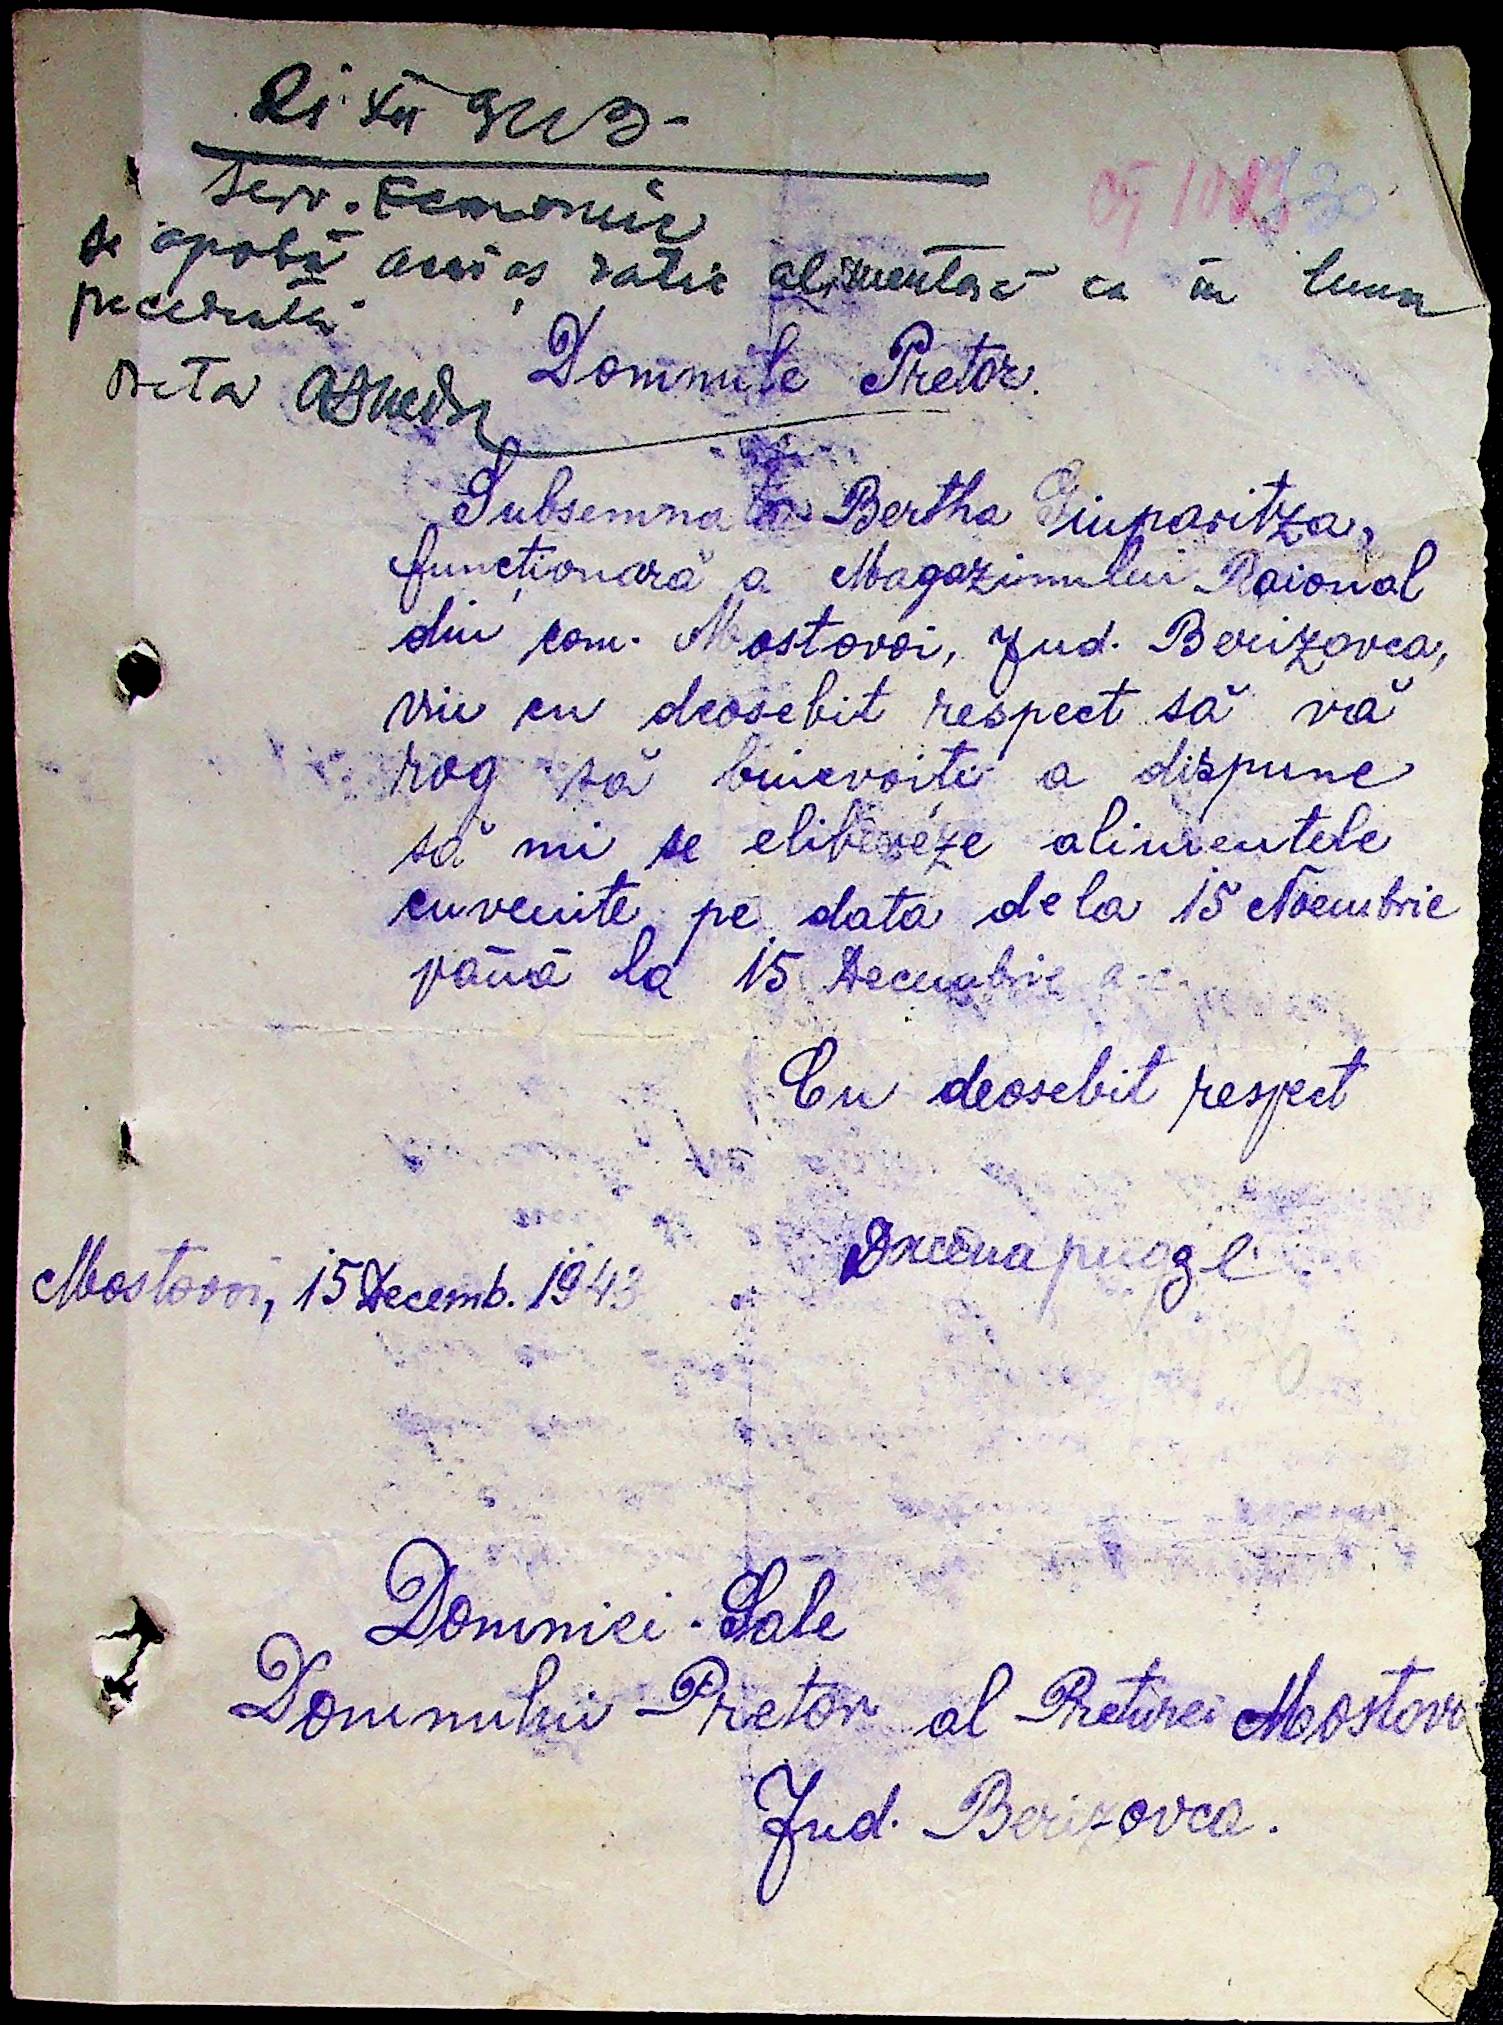 Serv. Economic
Se aprobă aceiaș rație alimentară ca în luna
precedentă
Domnule Pretor.
Subsemnata Bertha Giuparitza,
funcționară a Magazinului Raional
din com. Mostovoi, Jud. Berizovca,
viu cu deosebit respect să vă
rog să binevoiți a dispune
să mi se elibereze alimentele
cuvenite pe data dela 15 Noembrie
până la 15 Decembrie a.c.
Cu deosebit respect
Mostovoi, 15 Decemb. 1943
Domniei-Sale
Domnului Pretor al Preturei Mostovoi
Jud. Berizovca.